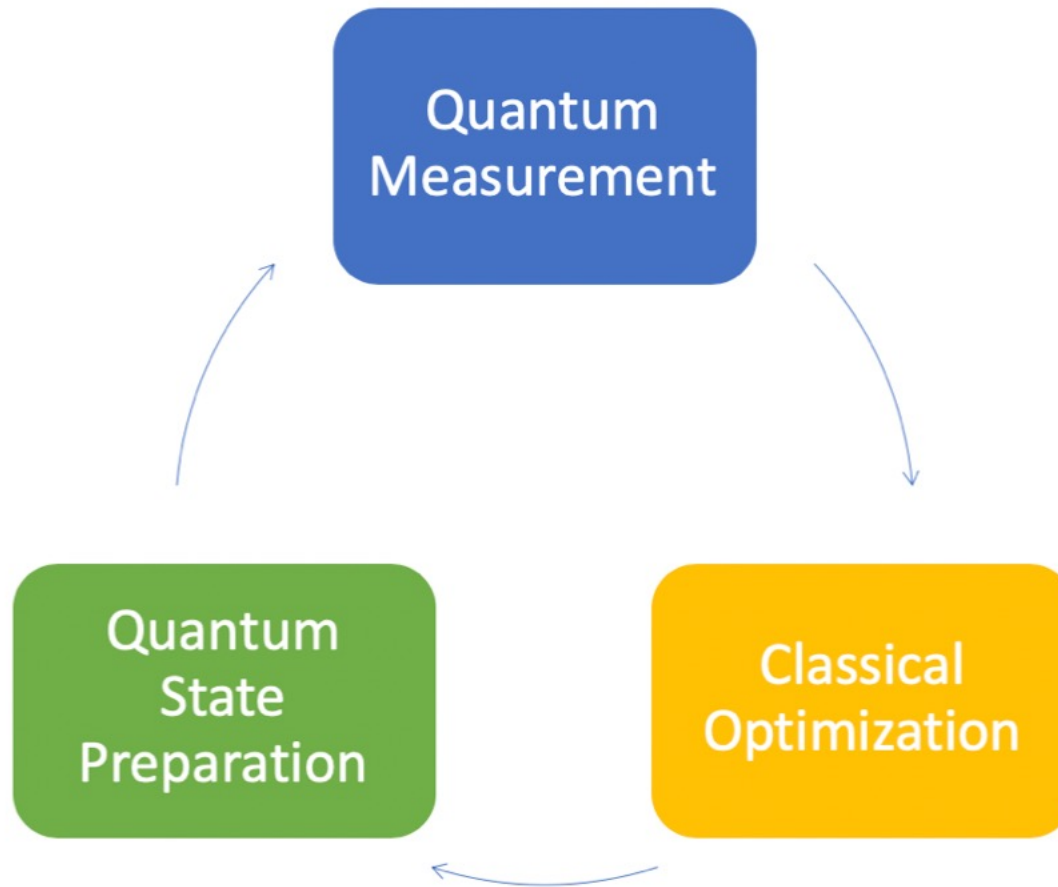 Quantum
Measurement
Quantum
State
Preparation
Classical
Optimization